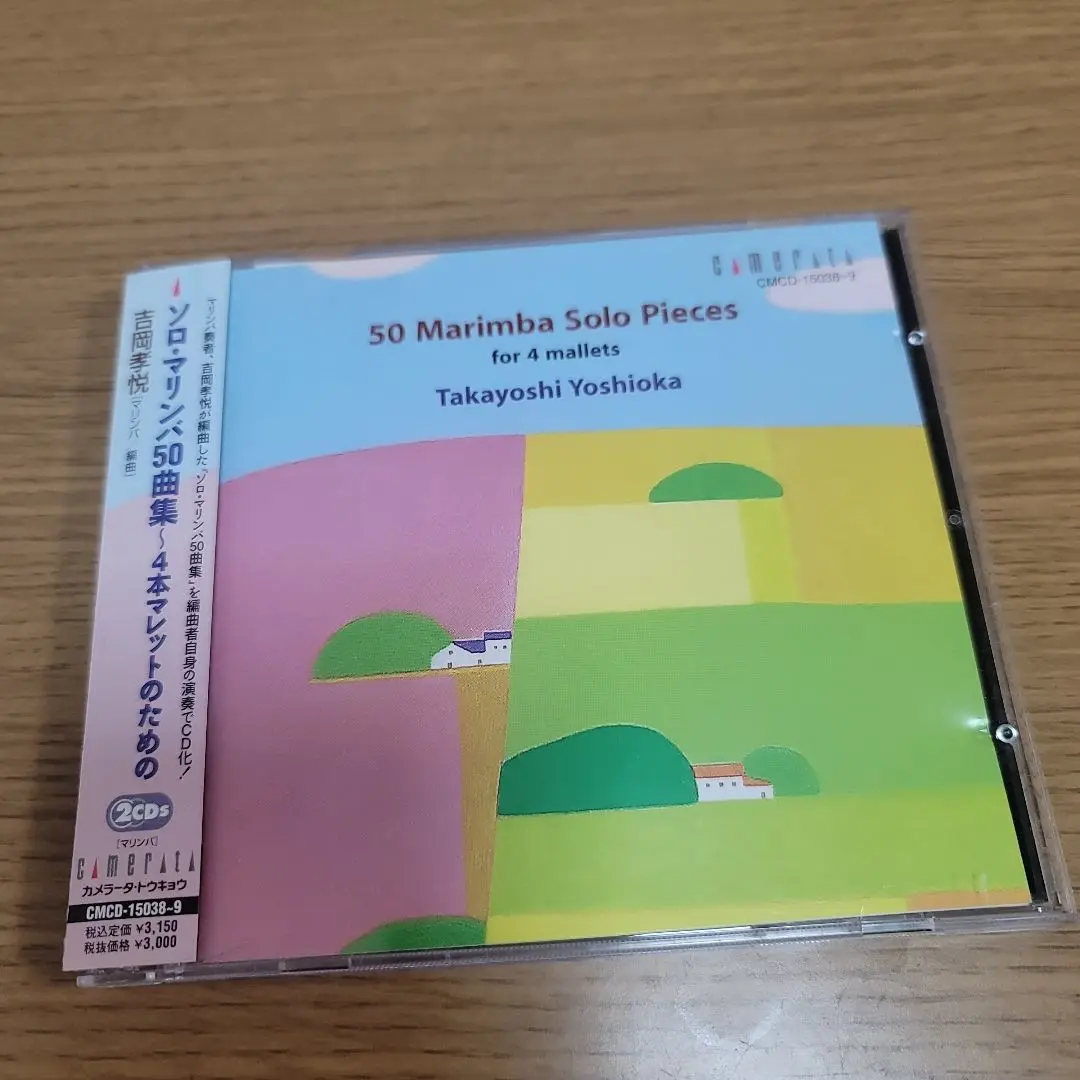 マリンバ奏者、吉岡孝悦が編曲した「ソロ・マリンバ50曲集」を編曲者自身の演奏でCD化!
ソロ・マリンバ50曲集〜4本マレットのための
吉岡孝悦(マリンバ 編曲)
2CDs
[マリンバ]
camerata
カメラータ・トウキョウ
CMCD-15038~9
税込定価 ¥3,150
税抜価格 ¥3,000
camerata
CMCD-15038~9
50 Marimba Solo Pieces
for 4 mallets
Takayoshi Yoshioka